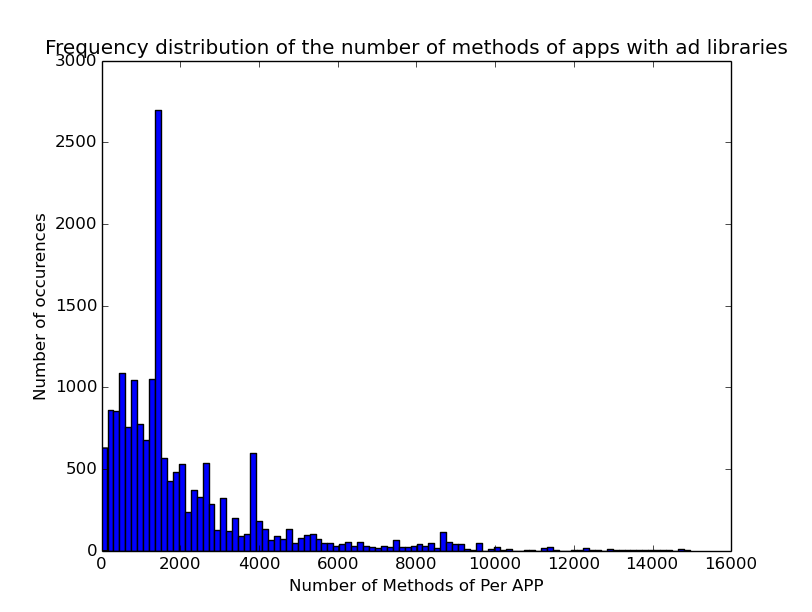 Frequency distribution of the number of methods of apps with ad libraries
3000
2500
2000
1500
1000
500
0
Number of occurences
0 2000 4000 6000 8000 10000 12000 14000 16000
Number of Methods of Per APP